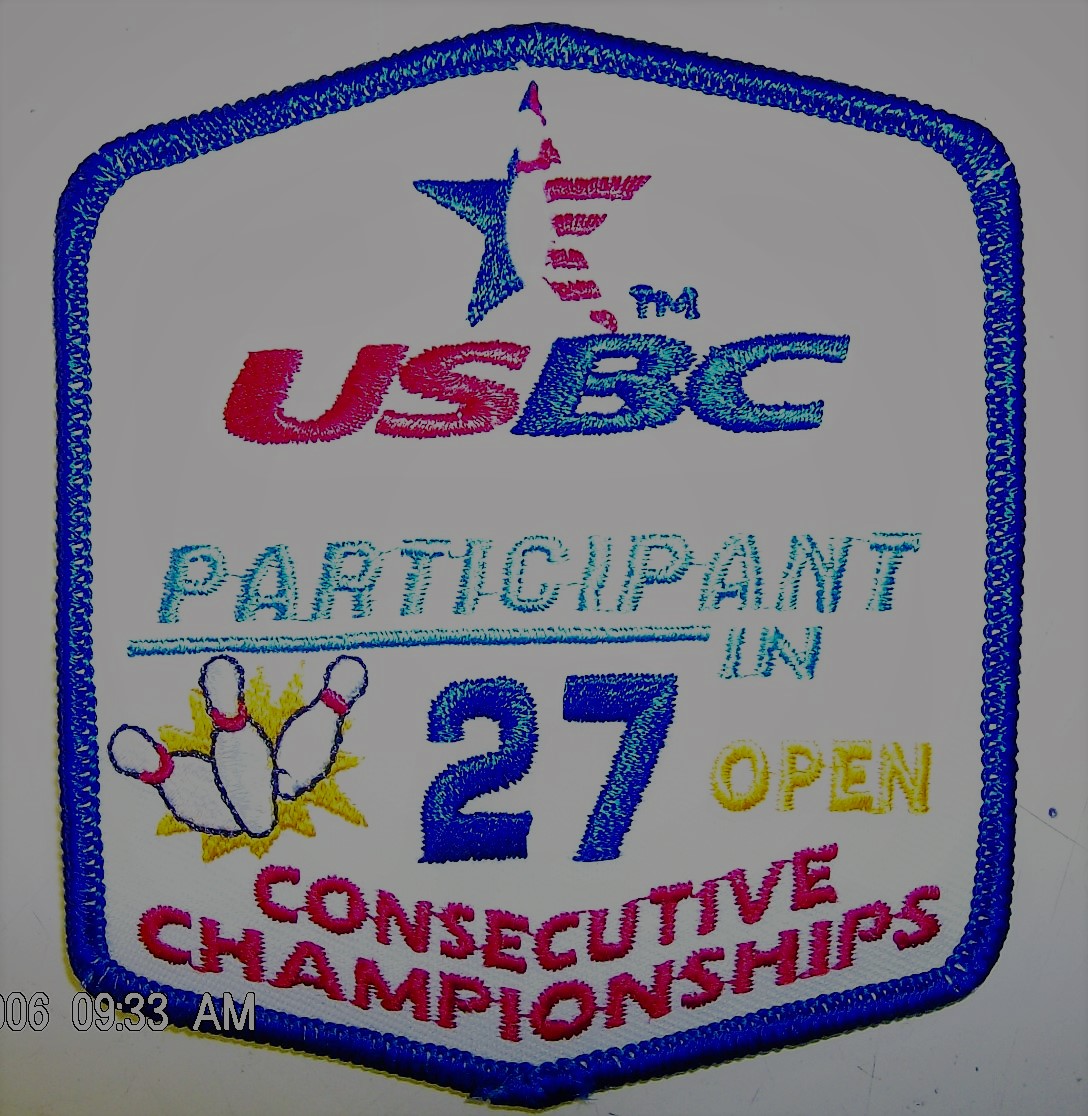 TM
USBC
PARTICIPANT
IN
27
OPEN
CONSECUTIVE
CHAMPIONSHIPS
006 09:33 AM